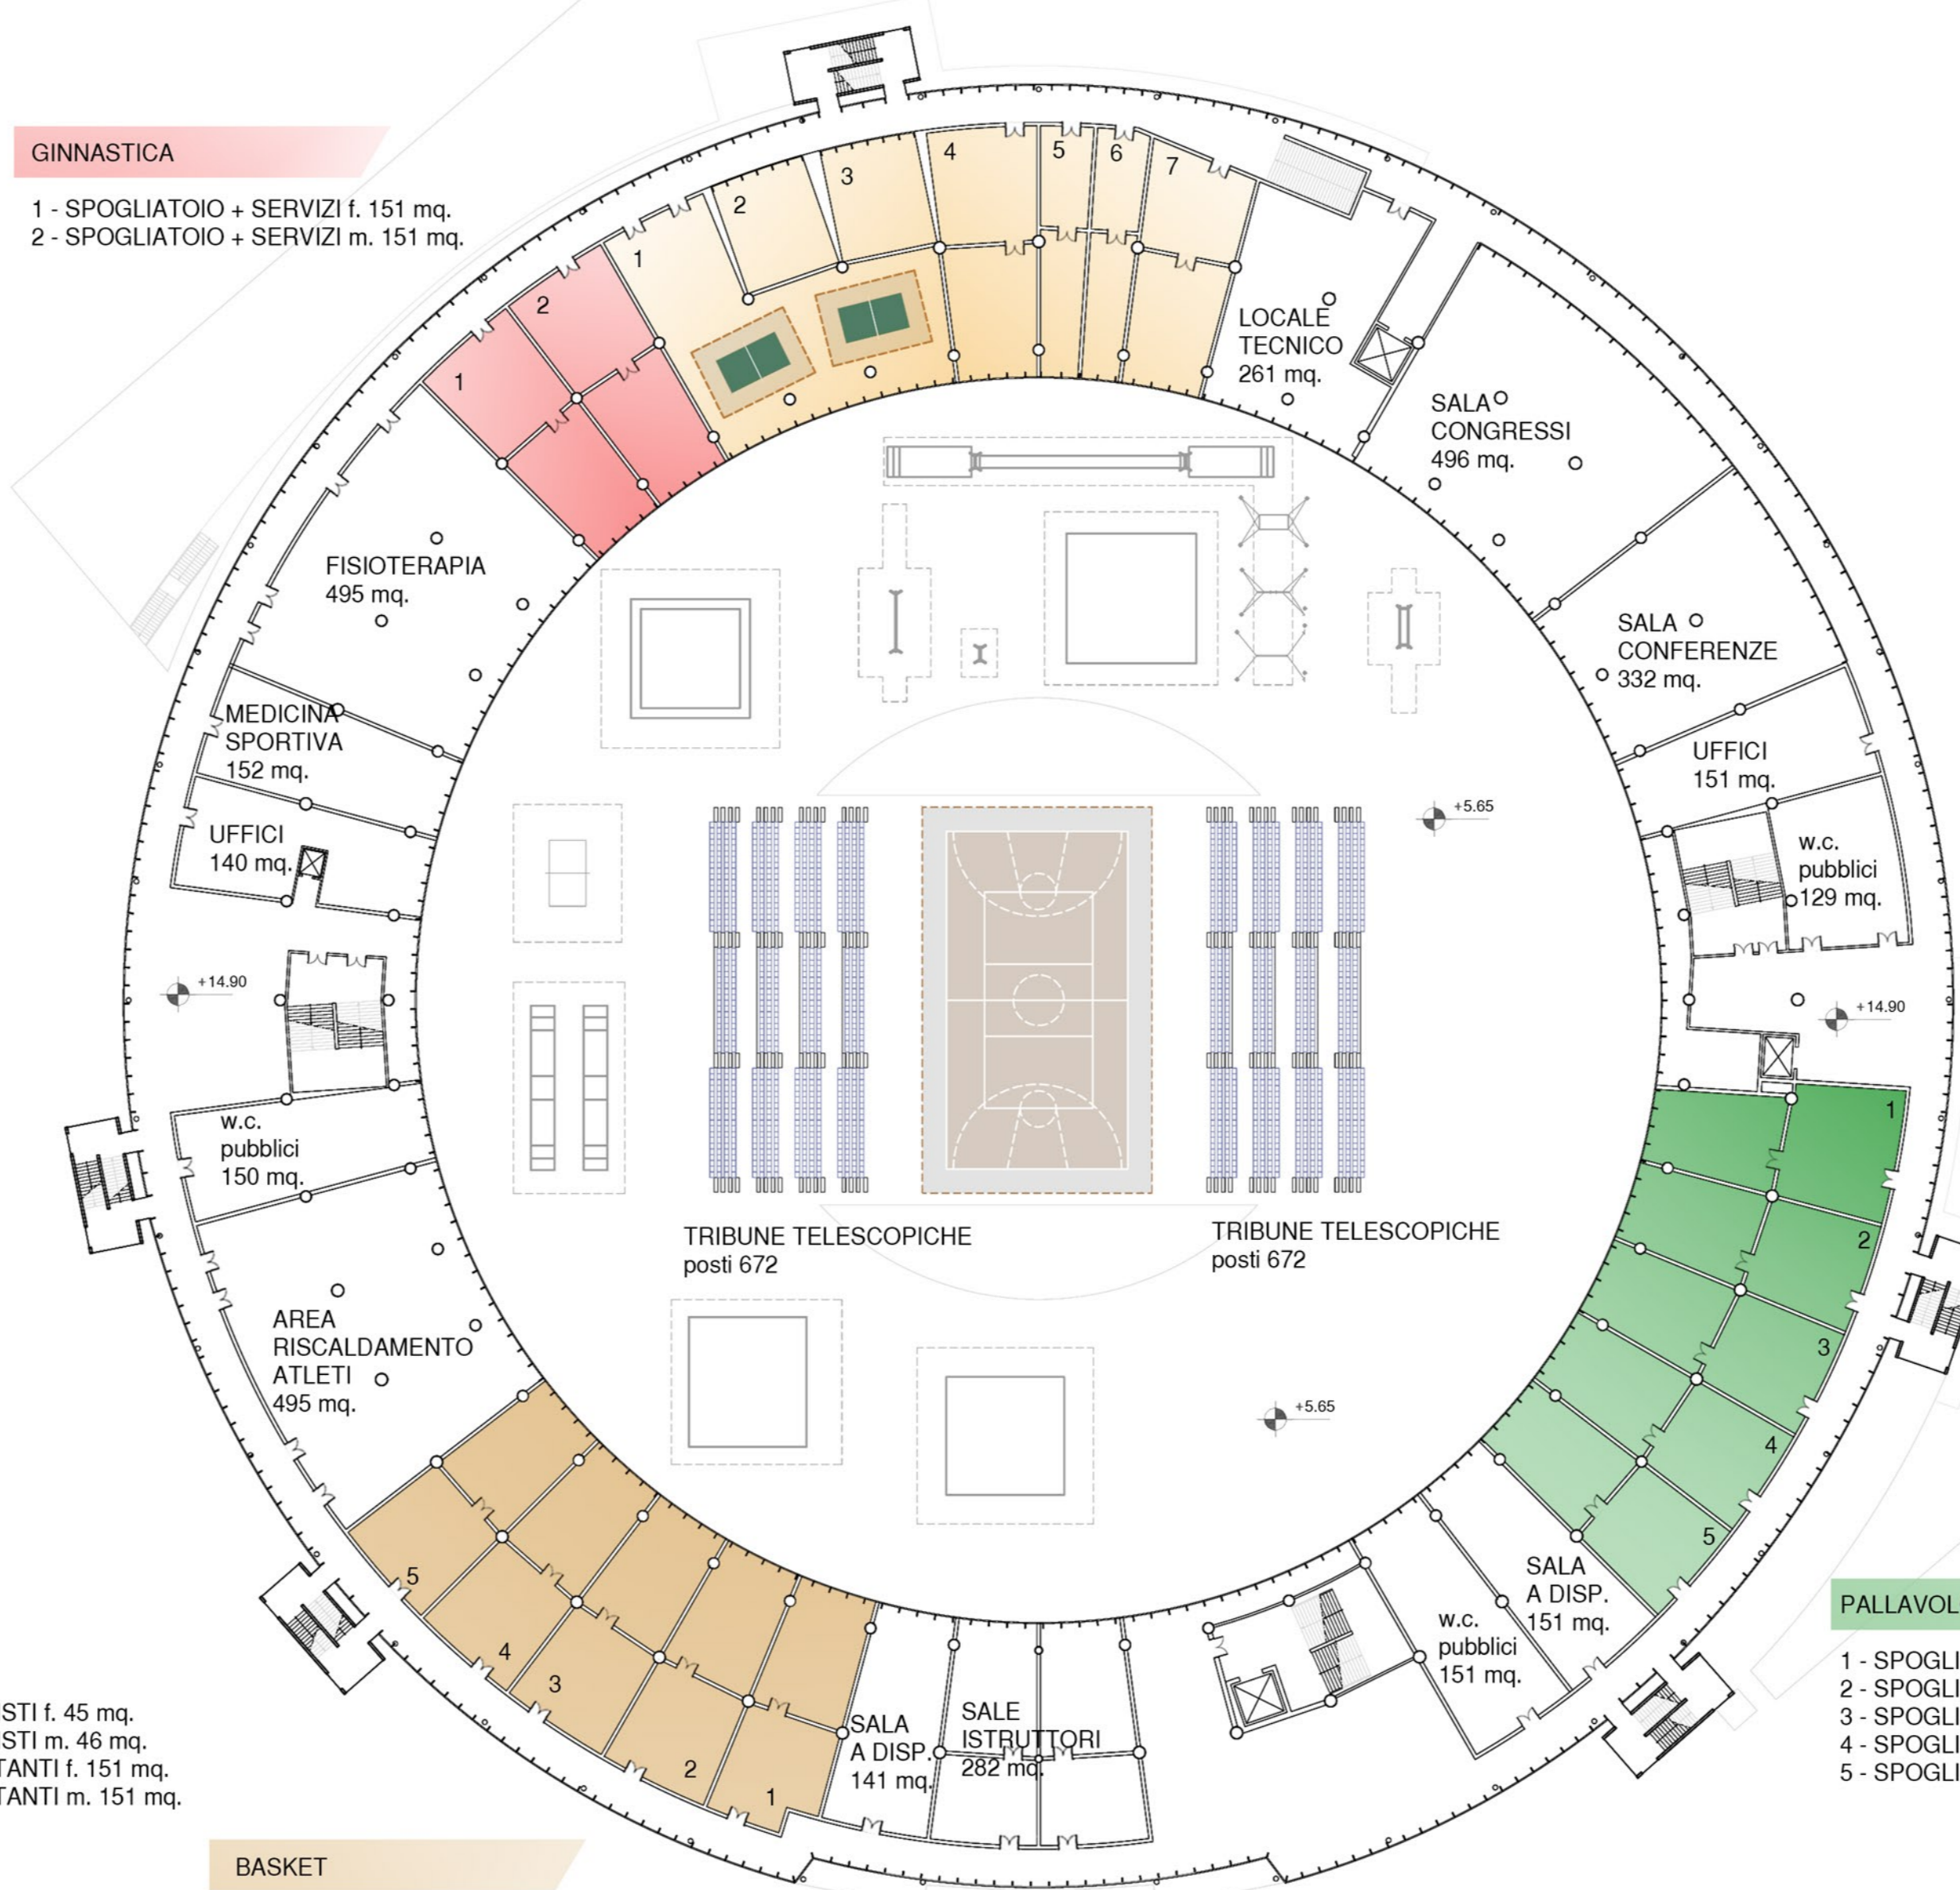 GINNASTICA
1 - SPOGLIATOIO + SERVIZI f. 151 mq.
2 - SPOGLIATOIO + SERVIZI m. 151 mq.
1
2
1
2
3
4
5
6
7
LOCALE
TECNICO
261 mq.
SALA
CONGRESSI
496 mq.
SALA
CONFERENZE
332 mq.
UFFICI
151 mq.
w.c.
pubblici
129 mq.
FISIOTERAPIA
495 mq.
MEDICINA
SPORTIVA
152 mq.
UFFICI
140 mq.
+14.90
+5.65
+14.90
w.c.
pubblici
150 mq.
AREA
RISCALDAMENTO
ATLETI
495 mq.
TRIBUNE TELESCOPICHE
posti 672
TRIBUNE TELESCOPICHE
posti 672
+5.65
1
2
3
4
5
5
4
3
2
1
SALA
A DISP.
141 mq.
SALE
ISTRUTTORI
282 mq.
w.c.
pubblici
151 mq.
SALA
A DISP.
151 mq.
PALLAVOL
1 - SPOGLI
2 - SPOGLI
3 - SPOGLI
4 - SPOGLI
5 - SPOGLI
STI f. 45 mq.
STI m. 46 mq.
TANTI f. 151 mq.
TANTI m. 151 mq.
BASKET